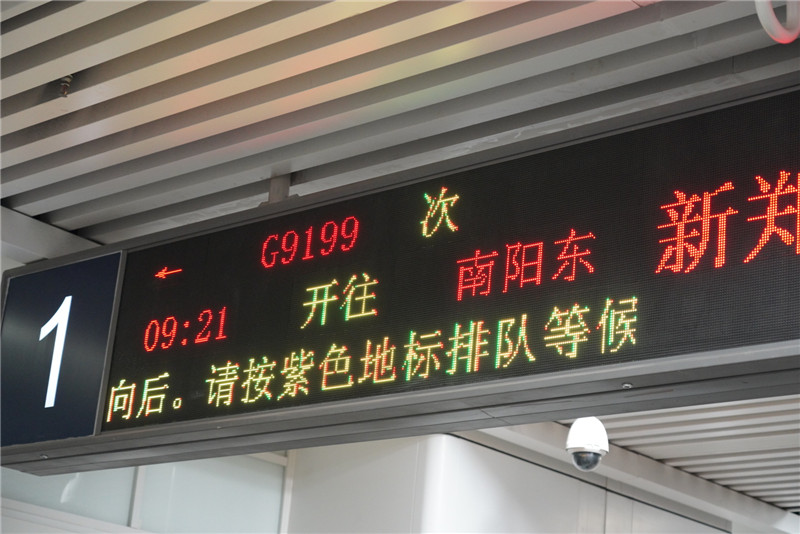 1
← G9199 次
09:21 开往 南阳东
新郑
向后。请按紫色地标排队等候